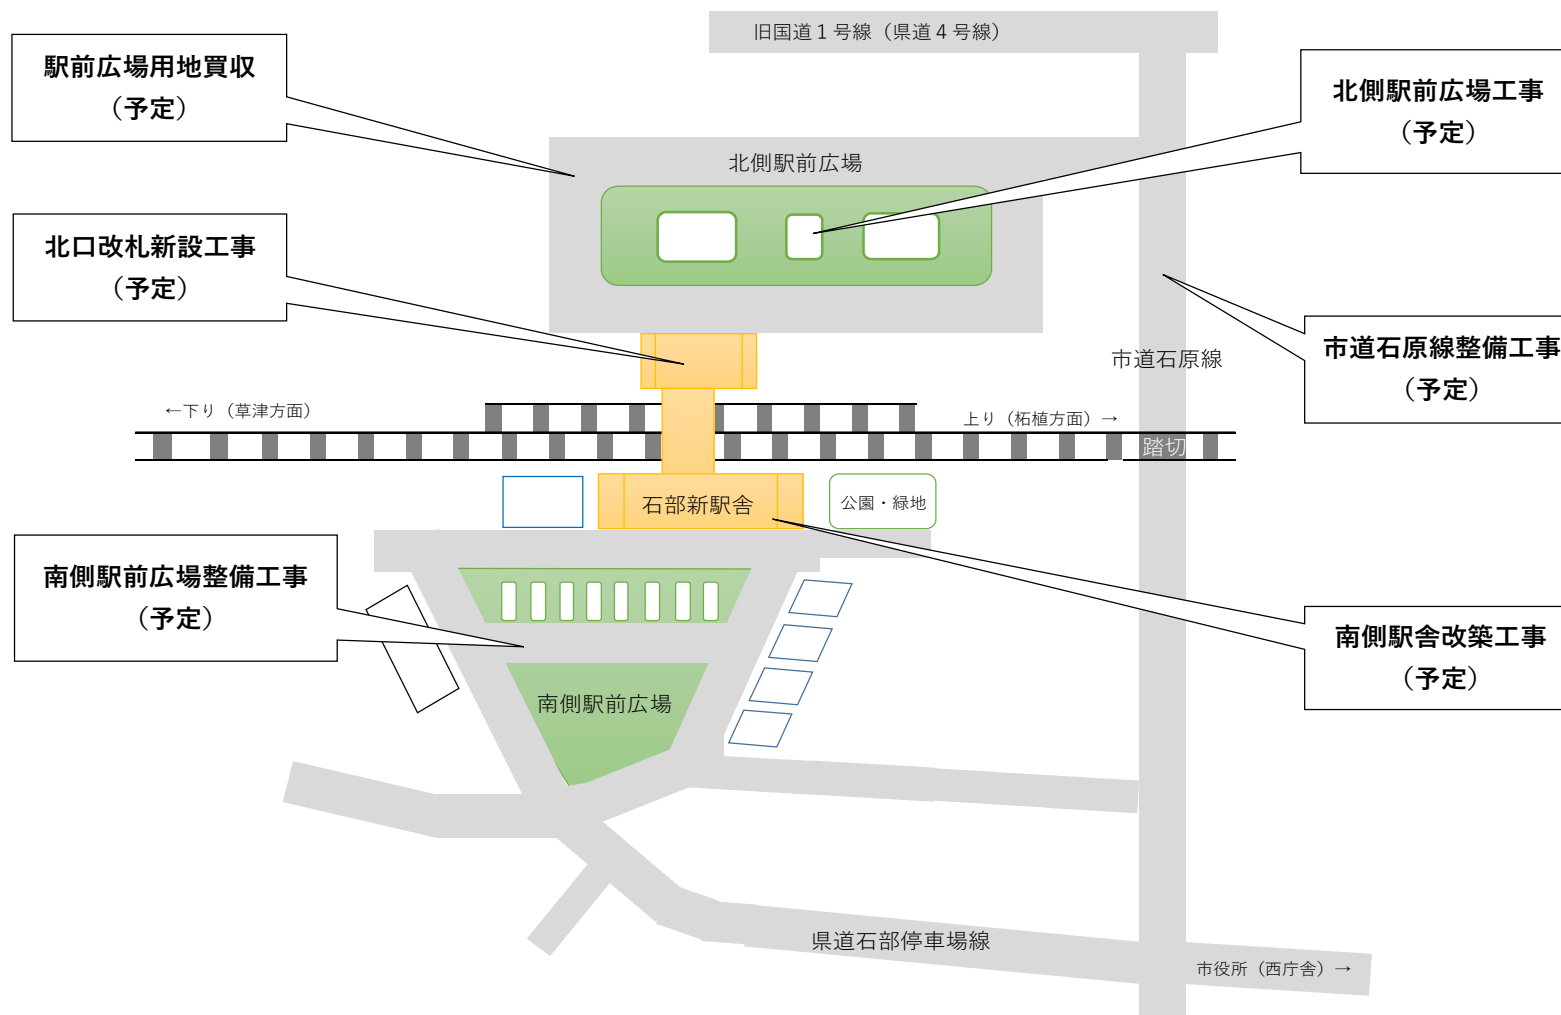 旧国道１号線（県道４号線）
駅前広場用地買収
（予定）
北側駅前広場工事
（予定）
北側駅前広場
北口改札新設工事
（予定）
市道石原線整備工事
（予定）
市道石原線
←下り（草津方面）
上り（柘植方面）→
踏切
石部新駅舎
公園・緑地
南側駅前広場整備工事
（予定）
南側駅舎改築工事
（予定）
南側駅前広場
県道石部停車場線
市役所（西庁舎）→